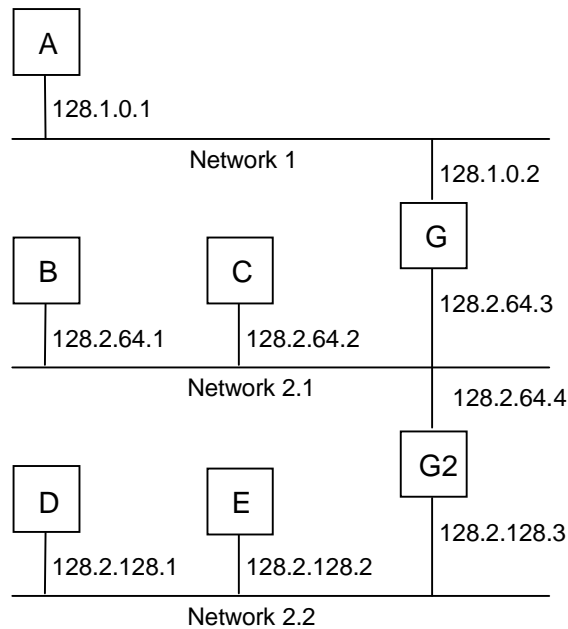 A
128.1.0.1
Network 1
128.1.0.2
G
B
C
128.2.64.3
128.2.64.1
128.2.64.2
Network 2.1
128.2.64.4
G2
D
E
128.2.128.3
128.2.128.1
128.2.128.2
Network 2.2